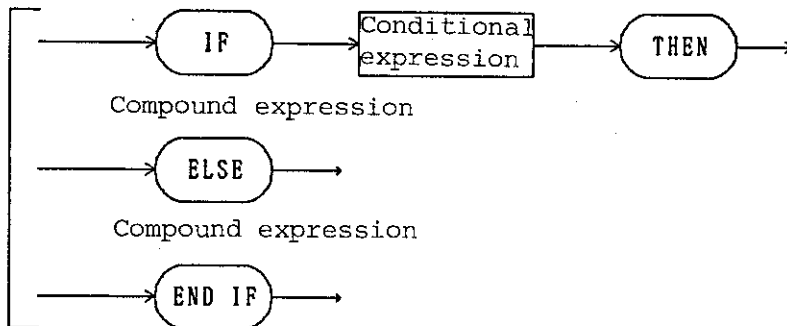 IF Conditional expression THEN
Compound expression
ELSE
Compound expression
END IF